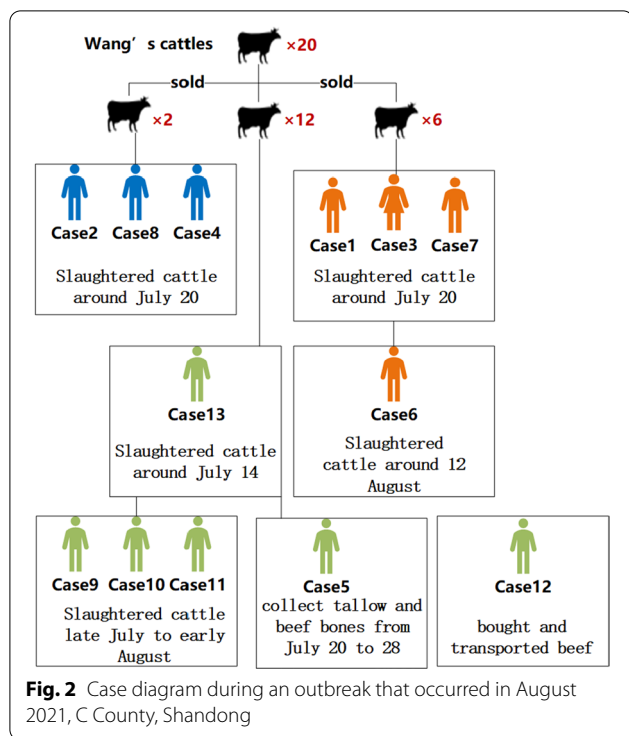 Wang's cattles ×20
sold sold
×2 ×12 ×6
Case2 Case8 Case4
Slaughtered cattle
around July 20
Case1 Case3 Case7
Slaughtered cattle
around July 20
Case13
Slaughtered cattle
around July 14
Case6
Slaughtered
cattle around 12
August
Case9 Case10 Case11
Slaughtered cattle
late July to early
August
Case5
collect tallow and
beef bones from
July 20 to 28
Case12
bought and
transported beef
Fig. 2 Case diagram during an outbreak that occurred in August
2021, C County, Shandong